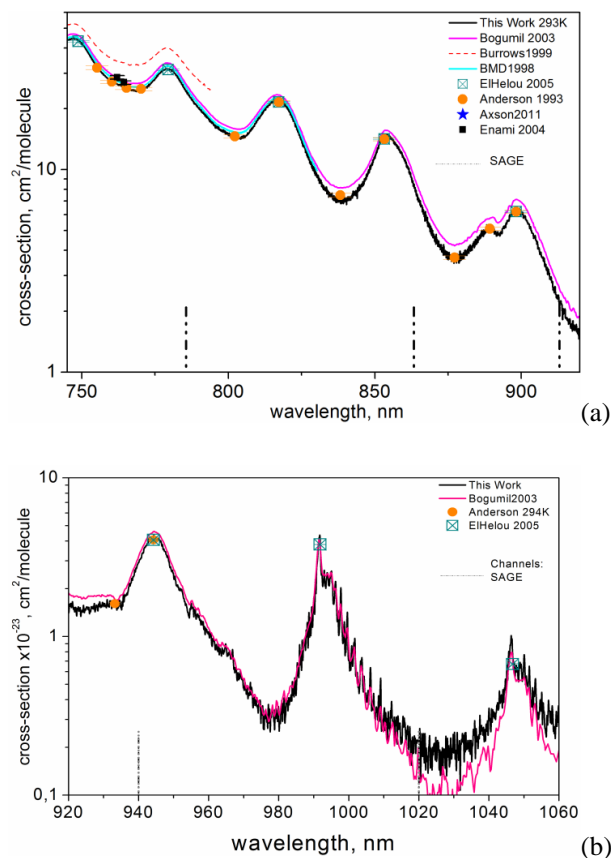 This Work 293K
Bogumil 2003
Burrows1999
BMD1998
ElHelou 2005
Anderson 1993
Axson2011
Enami 2004
SAGE
cross-section, cm²/molecule
10
1
750
800
850
900
wavelength, nm
(a)
This Work
Bogumil2003
Anderson 294K
ElHelou 2005
Channels:
SAGE
cross-section x10⁻²³, cm²/molecule
10
1
0,1
920
940
960
980
1000
1020
1040
1060
wavelength, nm
(b)